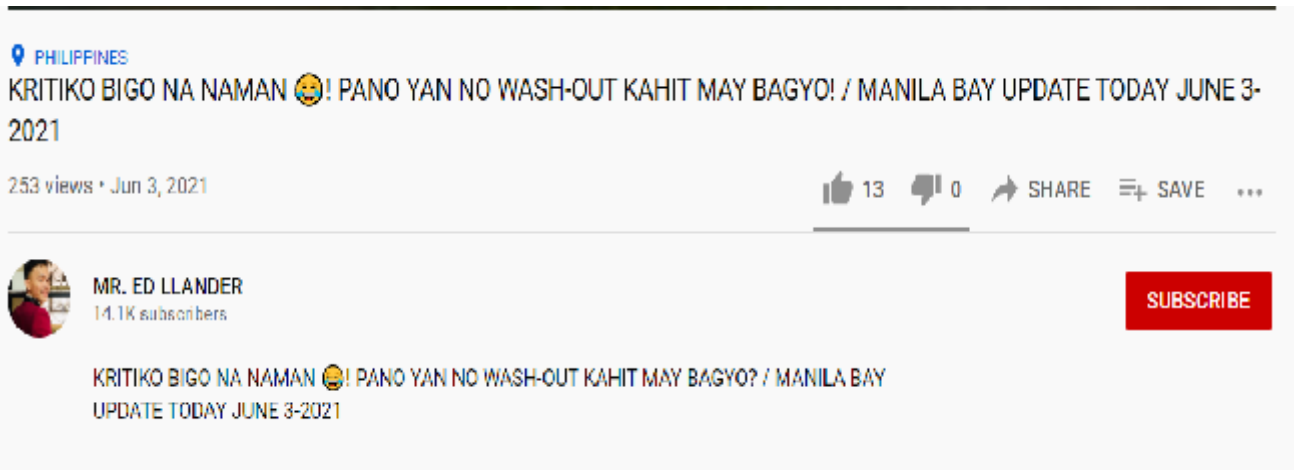 PHILIPPINES
KRITIKO BIGO NA NAMAN 😂! PANO YAN NO WASH-OUT KAHIT MAY BAGYO! / MANILA BAY UPDATE TODAY JUNE 3-
2021
253 views • Jun 3, 2021
13 0 SHARE SAVE
MR. ED LLANDER
14.1K subscribers
SUBSCRIBE
KRITIKO BIGO NA NAMAN 😂! PANO YAN NO WASH-OUT KAHIT MAY BAGYO? / MANILA BAY
UPDATE TODAY JUNE 3-2021